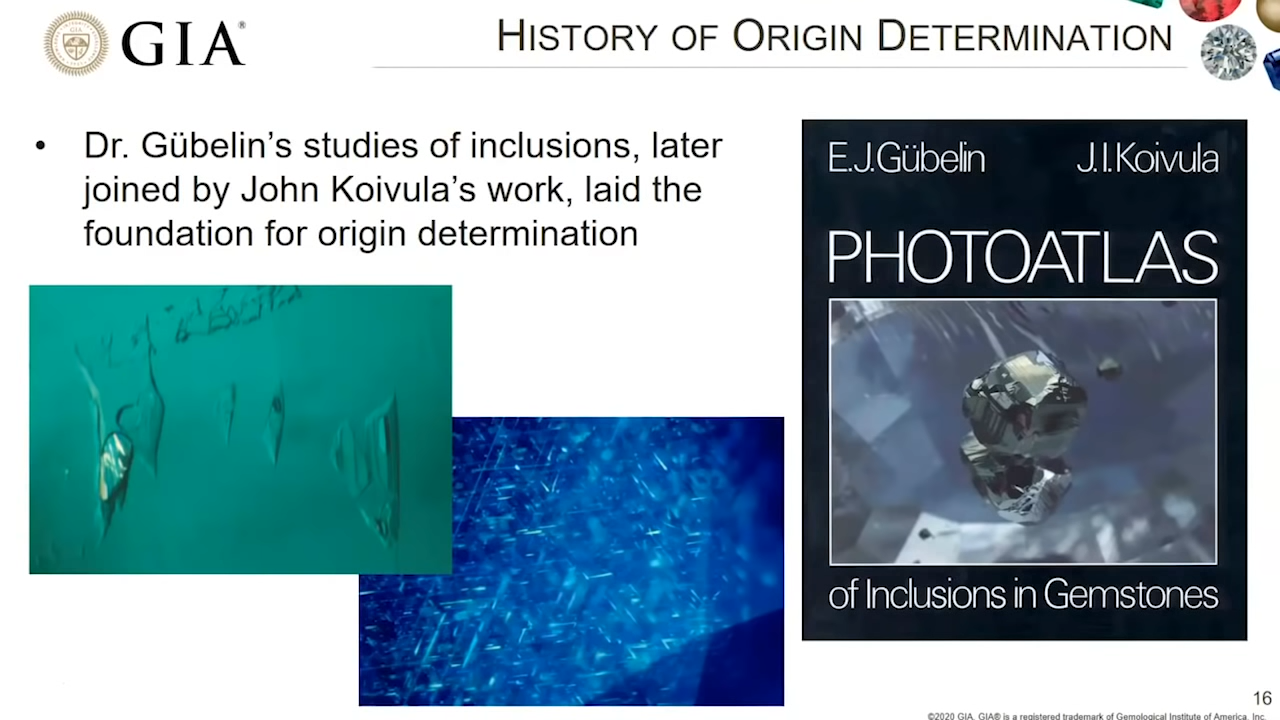 GIA®
HISTORY OF ORIGIN DETERMINATION
• Dr. Gübelin’s studies of inclusions, later
joined by John Koivula’s work, laid the
foundation for origin determination
E.J.Gübelin J.I.Koivula
PHOTOATLAS
of Inclusions in Gemstones
16
©2020 GIA. GIA® is a registered trademark of Gemological Institute of America, Inc.